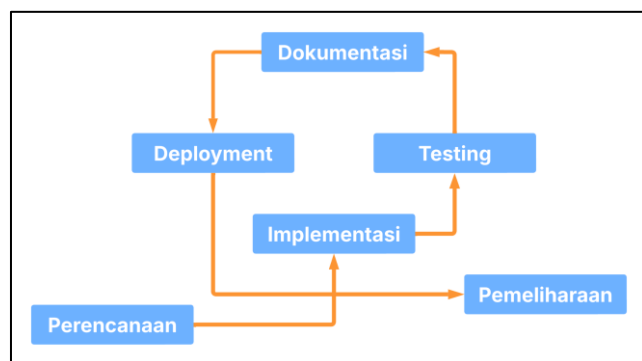 Dokumentasi
Deployment
Testing
Implementasi
Pemeliharaan
Perencanaan